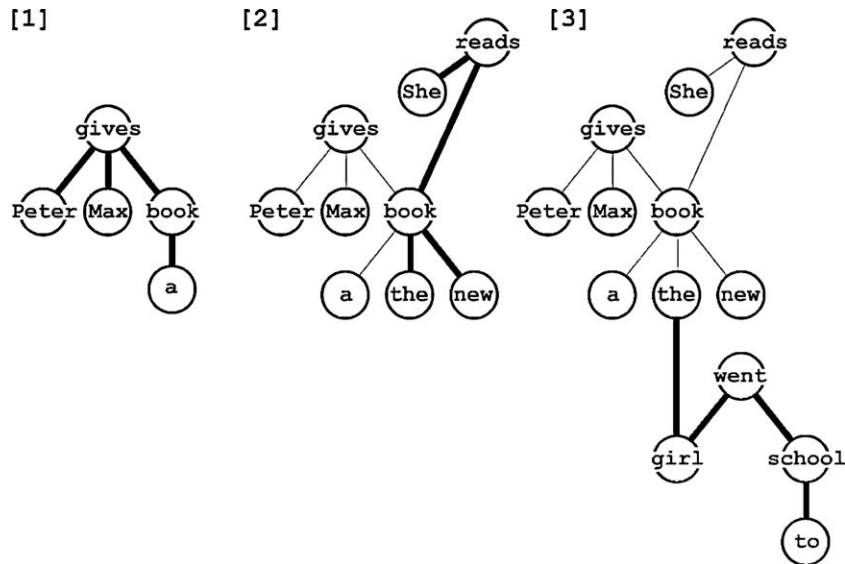 [1] [2] [3]
reads reads
She She
gives gives gives
Peter Max book Peter Max book Peter Max book
a a the new a the new
went
girl school
to